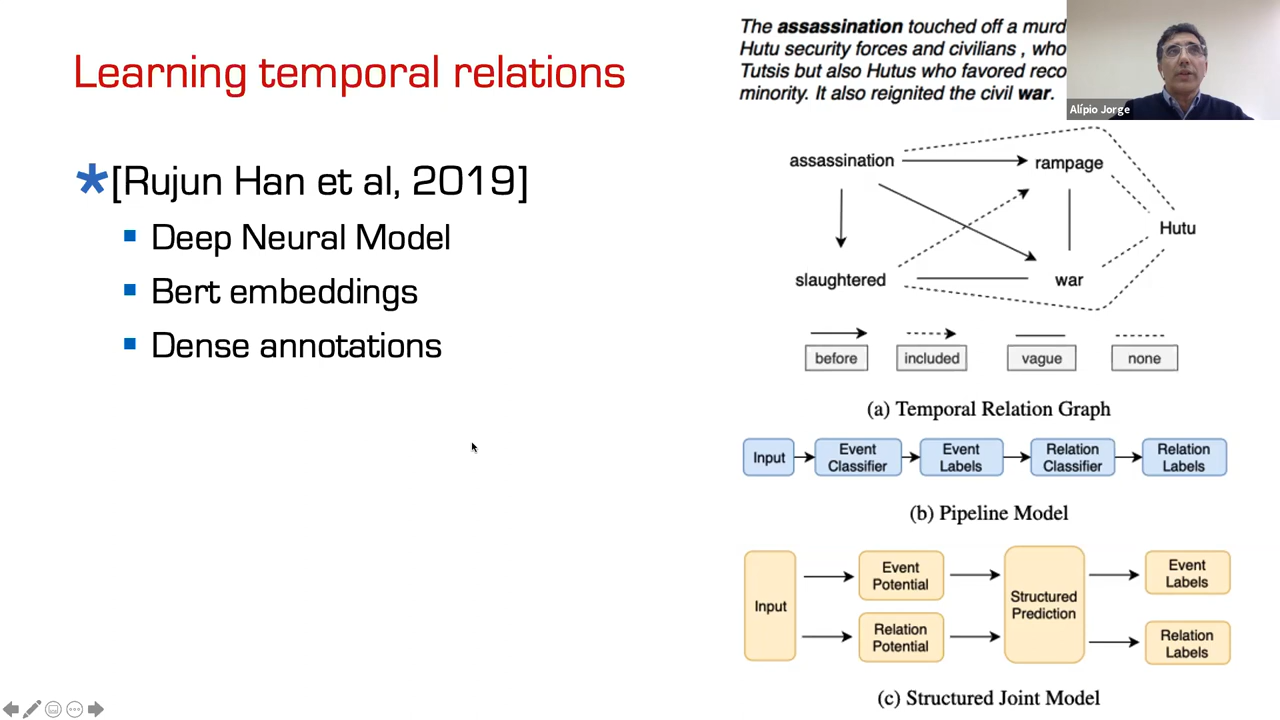 Learning temporal relations
*[Rujun Han et al, 2019]
Deep Neural Model
Bert embeddings
Dense annotations
The assassination touched off a murd
Hutu security forces and civilians , who
Tutsis but also Hutus who favored reco
minority. It also reignited the civil war.
Alípio Jorge
assassination
rampage
Hutu
slaughtered
war
before
included
vague
none
(a) Temporal Relation Graph
Input
Event
Classifier
Event
Labels
Relation
Classifier
Relation
Labels
(b) Pipeline Model
Input
Event
Potential
Relation
Potential
Structured
Prediction
Event
Labels
Relation
Labels
(c) Structured Joint Model